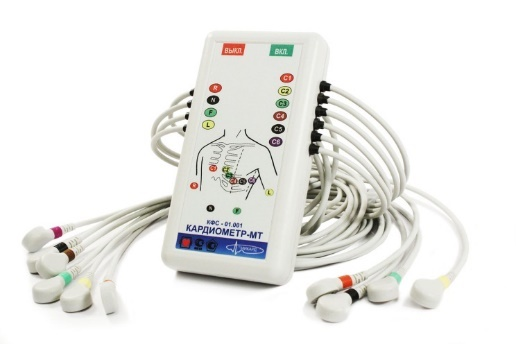 ВЫКЛ.
ВКЛ.
R
N
F
L
C1
C2
C3
C4
C5
C6
R
L
N
F
КФС - 01.001
КАРДИОМЕТР-МТ